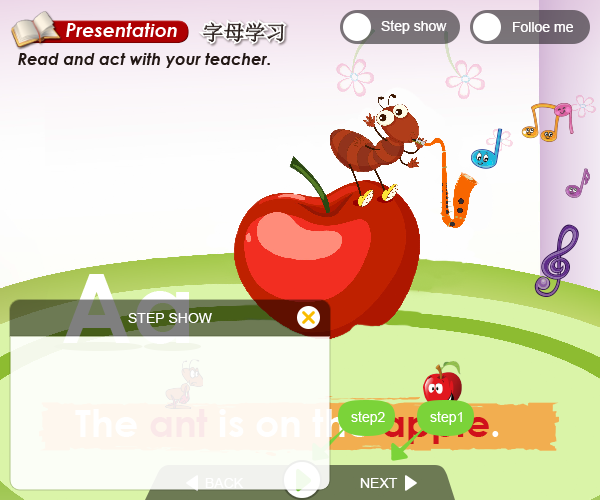 Presentation 字母学习
Step show
Folloe me
Read and act with your teacher.
Aa
STEP SHOW
step2
step1
The ant is on the apple.
BACK
NEXT